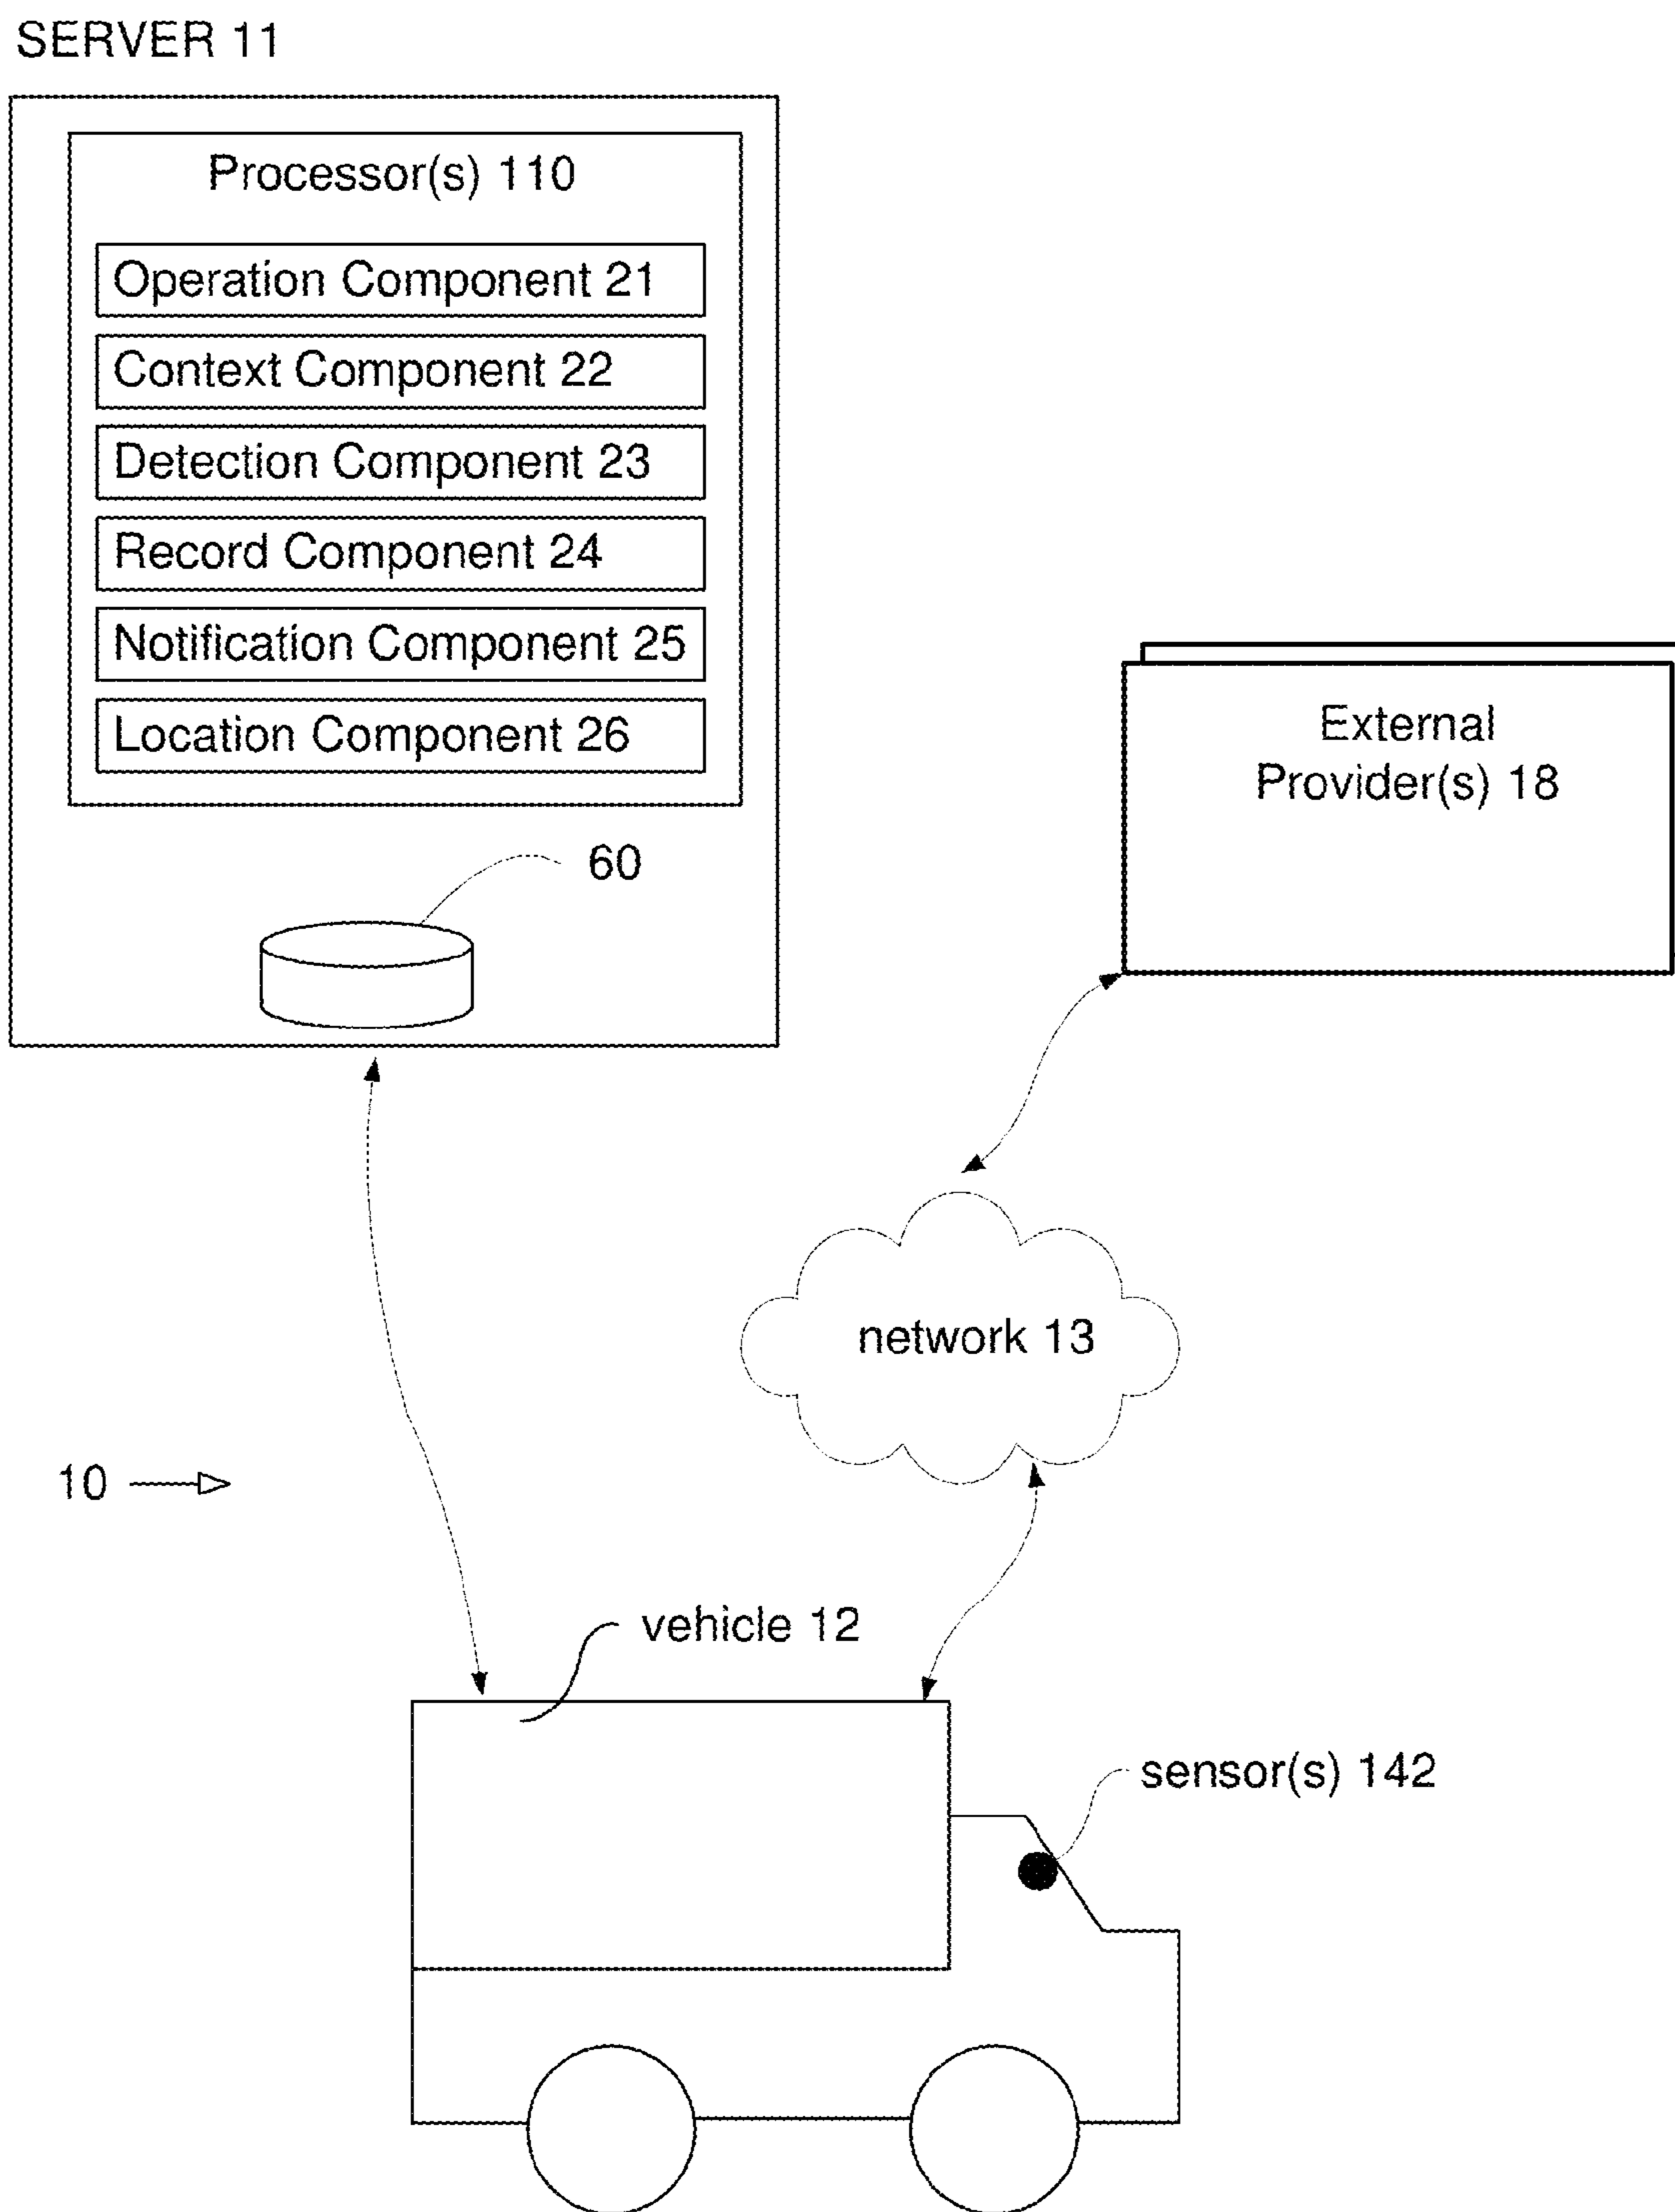 SERVER 11
Processor(s) 110
Operation Component 21
Context Component 22
Detection Component 23
Record Component 24
Notification Component 25
Location Component 26
60
External
Provider(s) 18
network 13
10
vehicle 12
sensor(s) 142